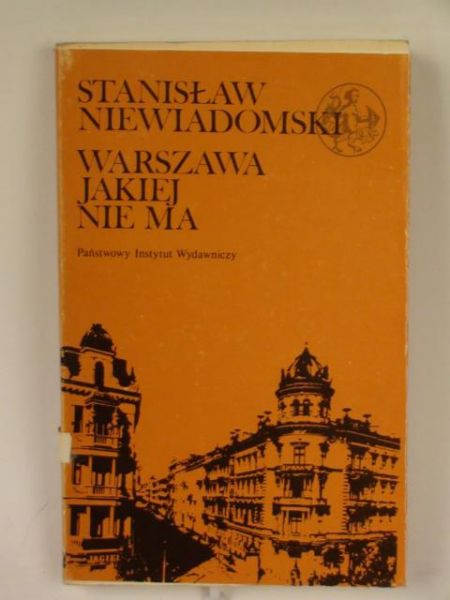 STANISŁAW
NIEWIADOMSKI
WARSZAWA
JAKIEJ
NIE MA
Państwowy Instytut Wydawniczy